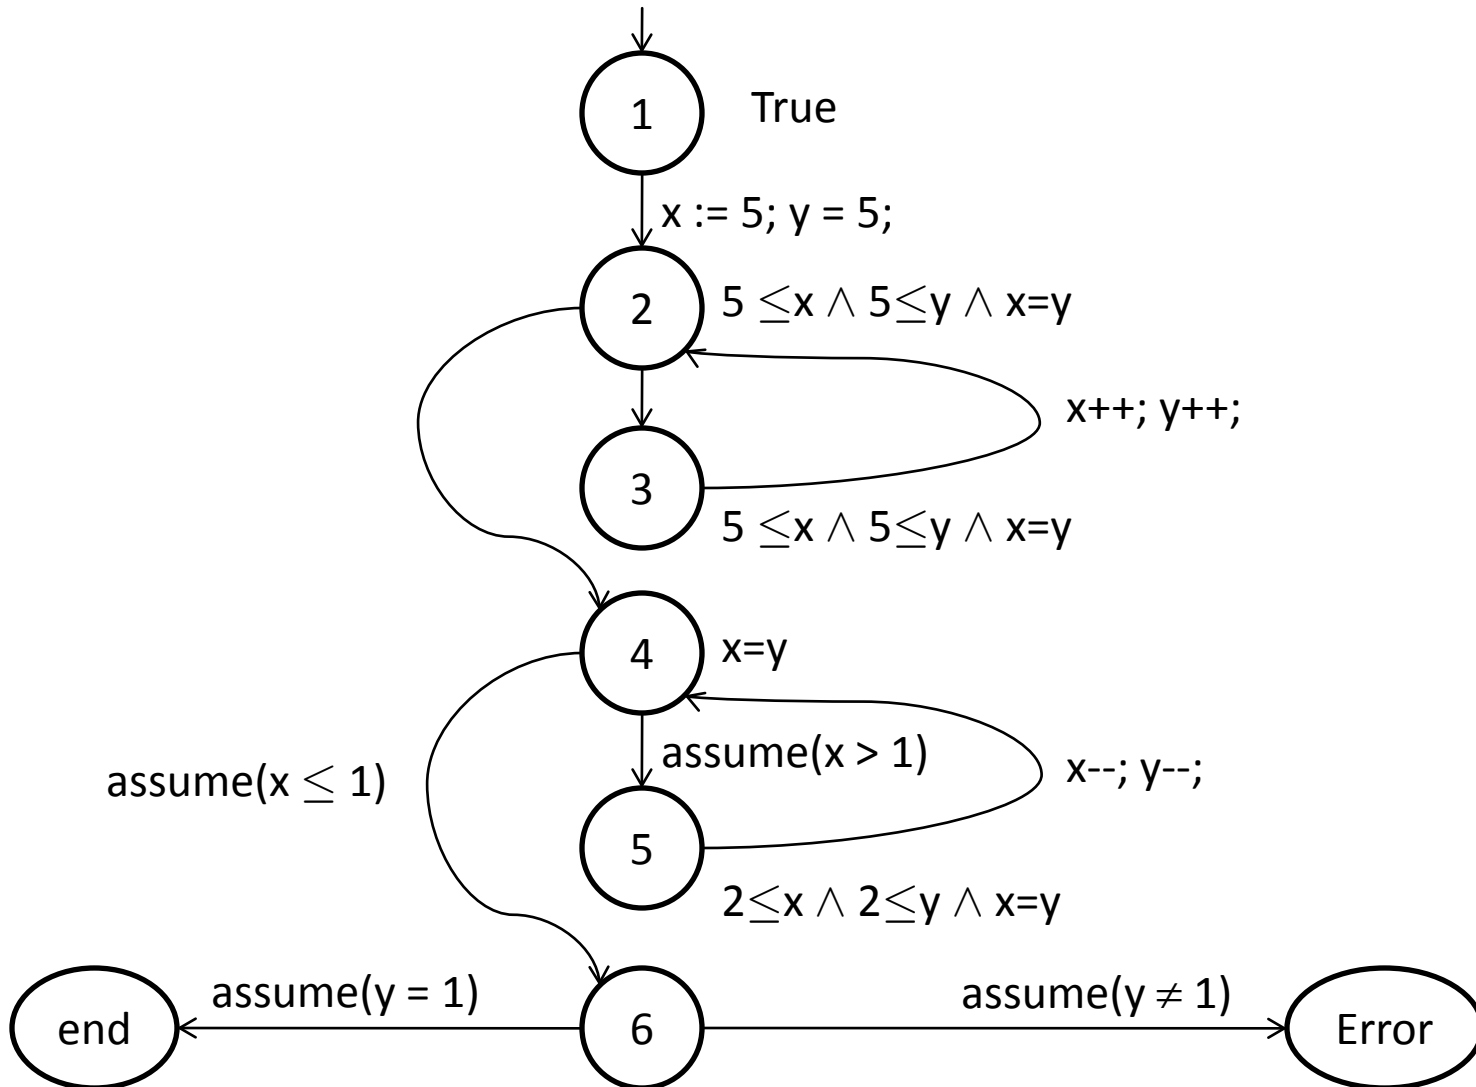 1 True
x := 5; y = 5;
2 5 ≤x ∧ 5≤y ∧ x=y
x++; y++;
3
5 ≤x ∧ 5≤y ∧ x=y
4 x=y
assume(x > 1)
assume(x ≤ 1)
x--; y--;
5
2≤x ∧ 2≤y ∧ x=y
assume(y = 1) assume(y ≠ 1)
end 6 Error